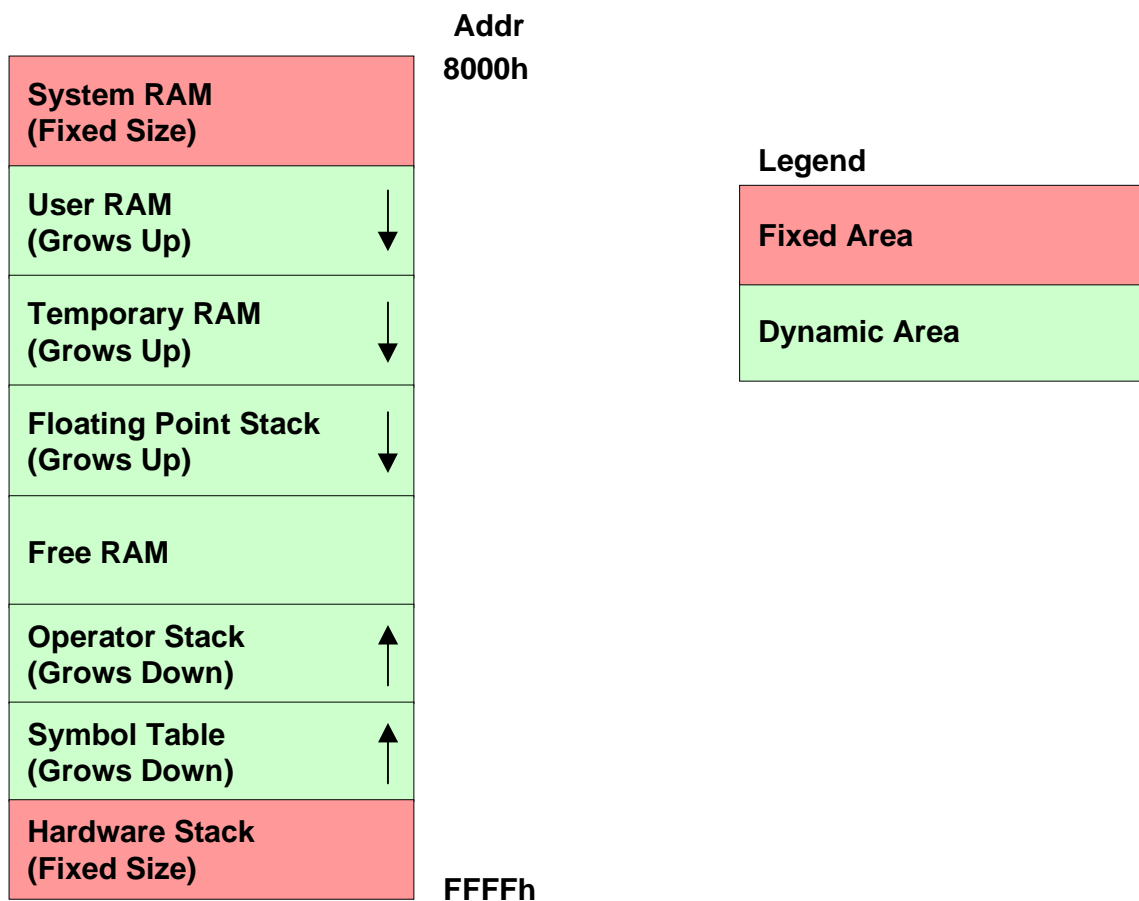 Addr
8000h
System RAM
(Fixed Size)
User RAM
(Grows Up)
Temporary RAM
(Grows Up)
Floating Point Stack
(Grows Up)
Free RAM
Operator Stack
(Grows Down)
Symbol Table
(Grows Down)
Hardware Stack
(Fixed Size)
FFFFh
Legend
Fixed Area
Dynamic Area